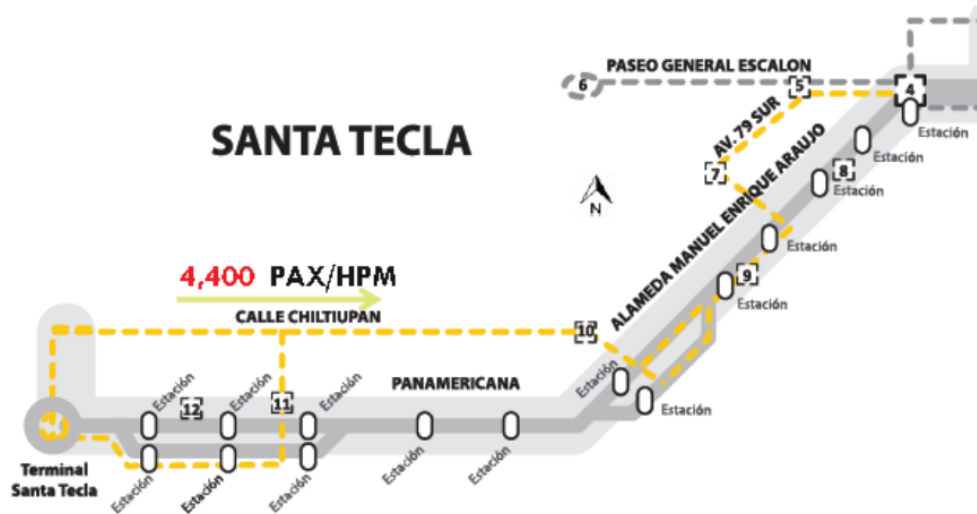 PASEO GENERAL ESCALON
6
5
4
AV. 79 SUR
Estación
SANTA TECLA
7
8
Estación
Estación
N
ALAMEDA MANUEL ENRIQUE ARAUJO
Estación
4,400 PAX/HPM
9
Estación
CALLE CHILTIUPAN
10
Estación
PANAMERICANA
Estación
Estación
Estación
Estación
12
11
Estación
Estación
Estación
Estación
Estación
Estación
Terminal
Santa Tecla